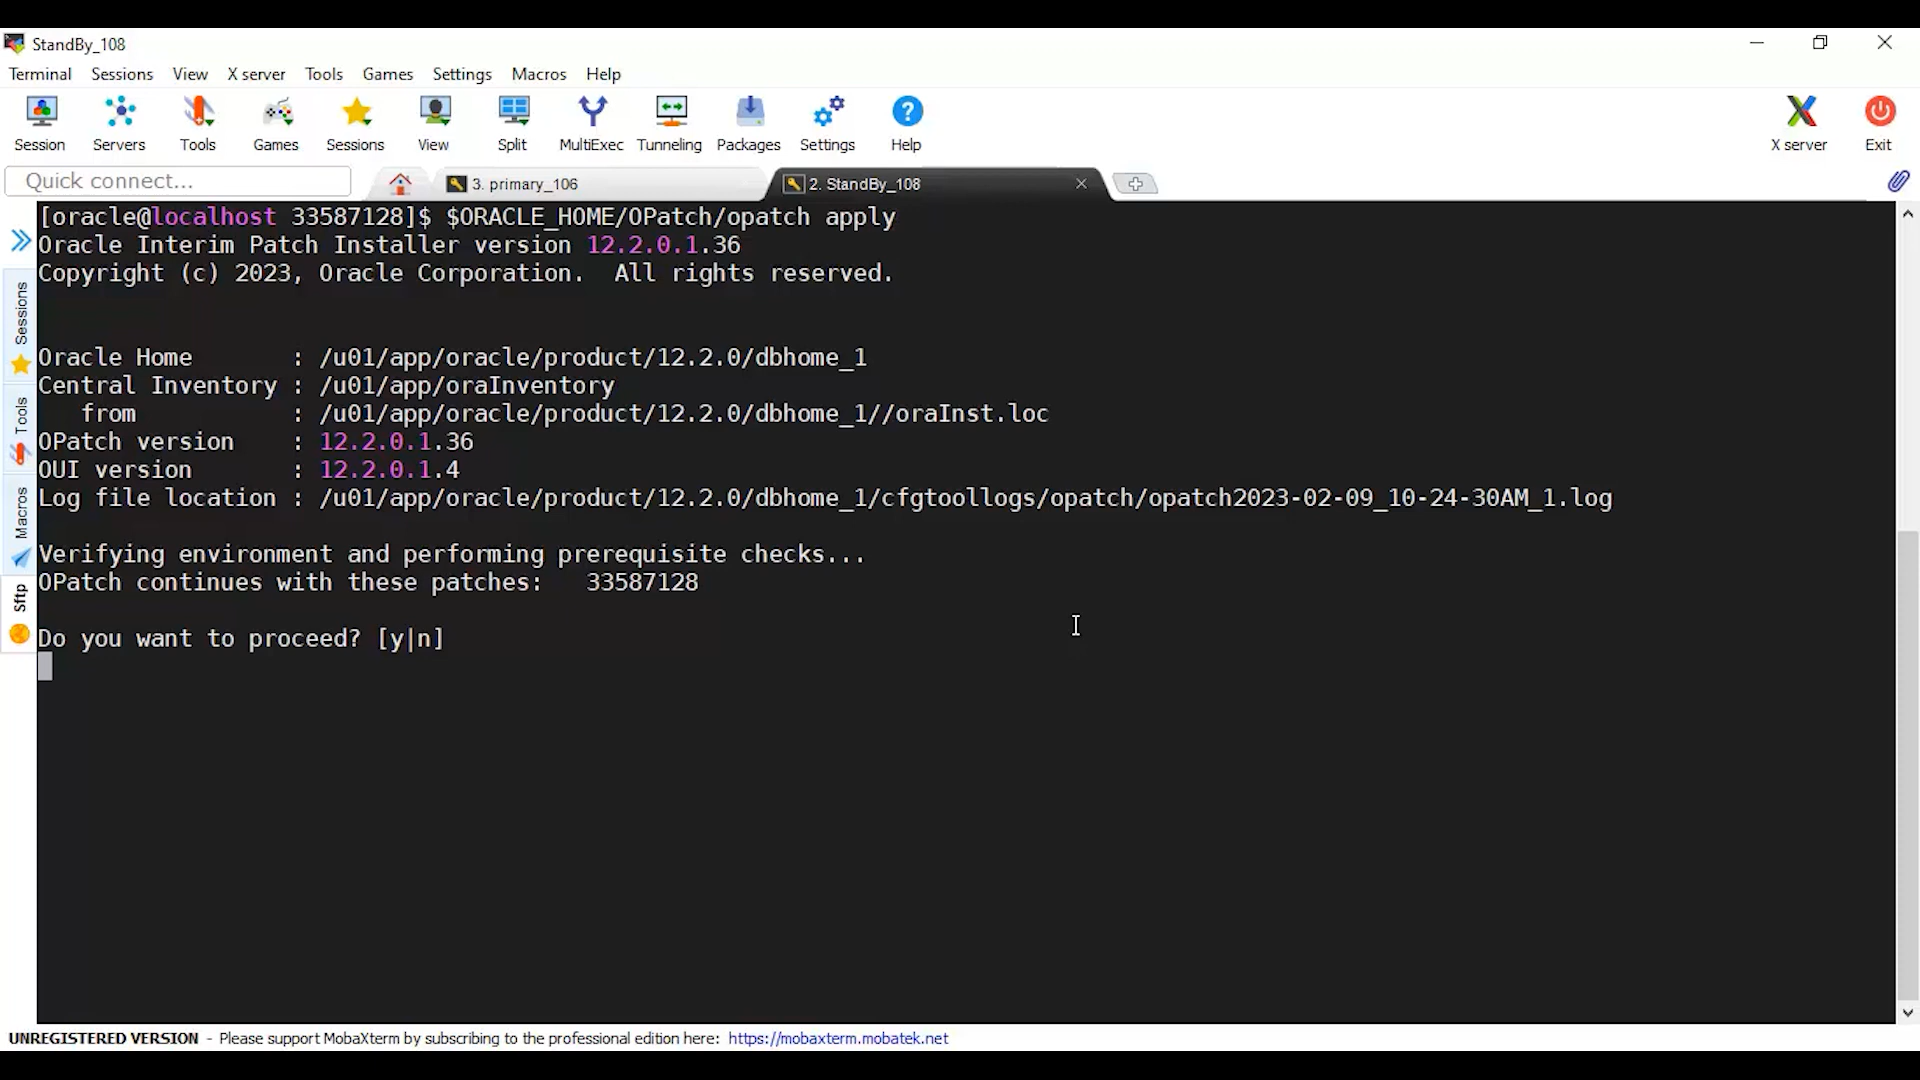 StandBy_108
Terminal Sessions View X server Tools Games Settings Macros Help
Session Servers Tools Games Sessions View Split MultiExec Tunneling Packages Settings Help X server Exit
Quick connect... 3. primary_106 2. StandBy_108
[oracle@localhost 33587128]$ $ORACLE_HOME/OPatch/opatch apply
Oracle Interim Patch Installer version 12.2.0.1.36
Copyright (c) 2023, Oracle Corporation.  All rights reserved.
Oracle Home       : /u01/app/oracle/product/12.2.0/dbhome_1
Central Inventory : /u01/app/oraInventory
   from           : /u01/app/oracle/product/12.2.0/dbhome_1//oraInst.loc
OPatch version    : 12.2.0.1.36
OUI version       : 12.2.0.1.4
Log file location : /u01/app/oracle/product/12.2.0/dbhome_1/cfgtoollogs/opatch/opatch2023-02-09_10-24-30AM_1.log
Verifying environment and performing prerequisite checks...
OPatch continues with these patches:   33587128
Do you want to proceed? [y|n]
Sessions
Tools
Macros
Sftp
UNREGISTERED VERSION - Please support MobaXterm by subscribing to the professional edition here: https://mobaxterm.mobatek.net